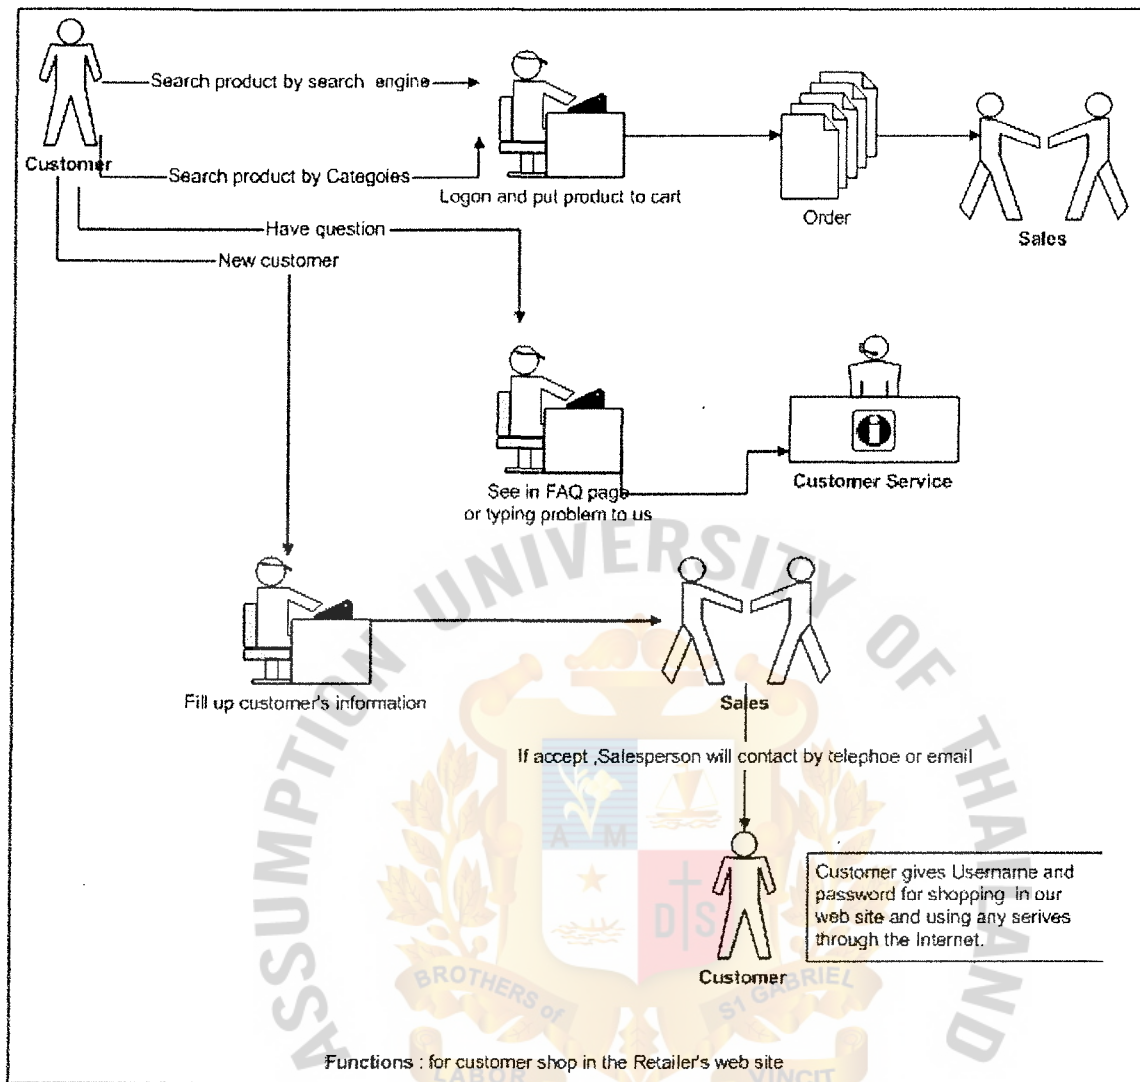 Search product by search engine
Customer
Search product by Categoies
Logon and put product to cart
Order
Sales
Have question
New customer
See in FAQ page
or typing problem to us
Customer Service
Fill up customer's information
Sales
If accept ,Salesperson will contact by telephoe or email
Customer gives Username and
password for shopping in our
web site and using any serives
through the Internet.
Customer
Functions : for customer shop in the Retailer's web site
ASSUMPTION UNIVERSITY OF THAILAND
A M
D S
BROTHERS of
S1 GABRIEL
LABOR
VINCIT